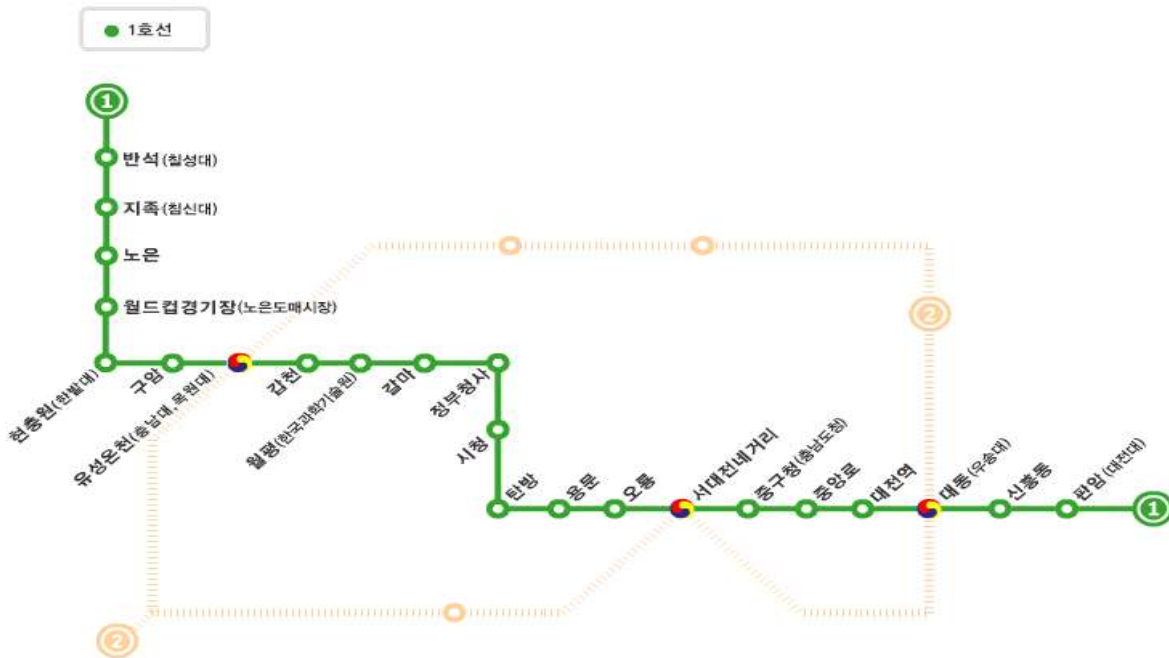 1호선
1
반석(칠성대)
지족(침신대)
노은
월드컵경기장(노은도매시장)
2
현충원(한밭대)
구암
유성온천(충남대,목원대)
갑천
월평(한국과학기술원)
갈마
정부청사
시청
탄방
용문
오룡
서대전네거리
중구청(충남도청)
중앙로
대전역
대동(우송대)
신흥동
판암(대전대)
1
2